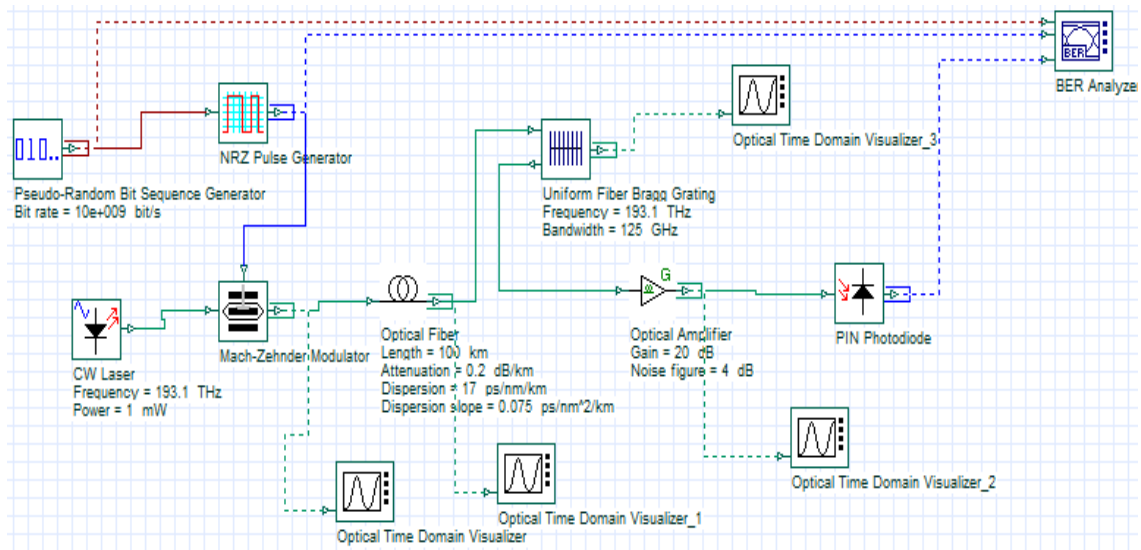 BER
BER Analyzer
Optical Time Domain Visualizer_3
NRZ Pulse Generator
010..
Pseudo-Random Bit Sequence Generator
Bit rate = 10e+009 bit/s
Uniform Fiber Bragg Grating
Frequency = 193.1 THz
Bandwidth = 125 GHz
G
Mach-Zehnder Modulator
CW Laser
Frequency = 193.1 THz
Power = 1 mW
Optical Fiber
Length = 100 km
Attenuation = 0.2 dB/km
Dispersion = 17 ps/nm/km
Dispersion slope = 0.075 ps/nm^2/km
Optical Amplifier
Gain = 20 dB
Noise figure = 4 dB
PIN Photodiode
Optical Time Domain Visualizer_2
Optical Time Domain Visualizer_1
Optical Time Domain Visualizer